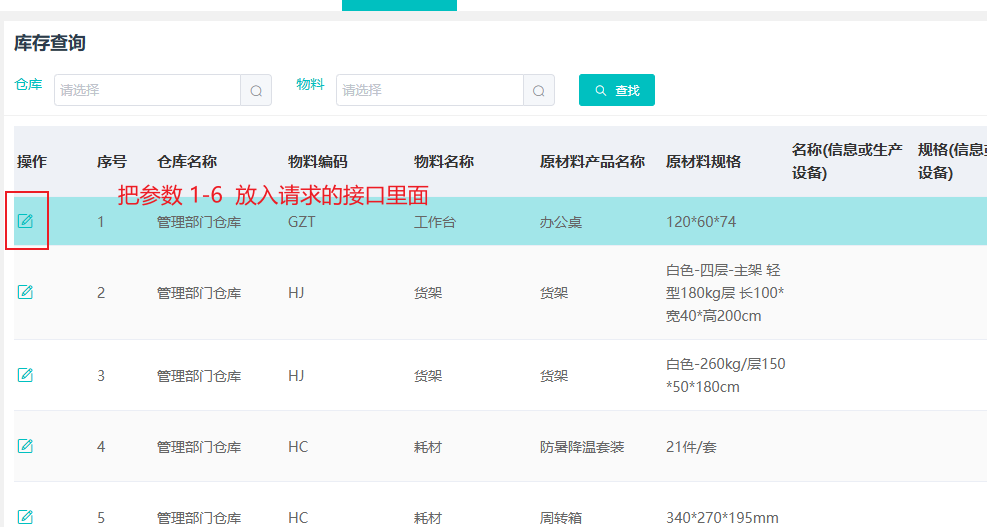 库存查询
仓库 请选择 物料 请选择 查找
操作 序号 仓库名称 物料编码 物料名称 原材料产品名称 原材料规格 名称(信息或生产设备) 规格(信息或设备)
把参数 1-6 放入请求的接口里面
1 管理部门仓库 GZT 工作台 办公桌 120*60*74
2 管理部门仓库 HJ 货架 货架 白色-四层-主架 轻型180kg层 长100*宽40*高200cm
3 管理部门仓库 HJ 货架 货架 白色-260kg/层150*50*180cm
4 管理部门仓库 HC 耗材 防暑降温套装 21件/套
5 管理部门仓库 HC 耗材 周转箱 340*270*195mm